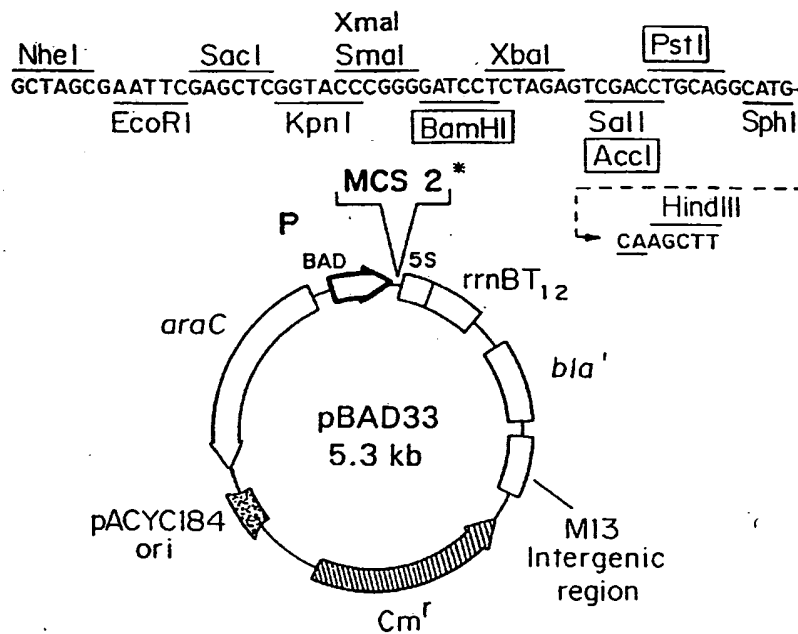 XmaI
NheI SacI SmaI XbaI PstI
GCTAGCGAATTCGAGCTCGGTACCCGGGGATCCTCTAGAGTCGACCTGCAGGCATG-
EcoRI KpnI BamHI SalI SphI
AccI
MCS 2*
HindIII
CAAGCTT
P
BAD
5S
rrnBT12
araC
bla'
pBAD33
5.3 kb
pACYC184
ori
M13
Intergenic
region
Cmr